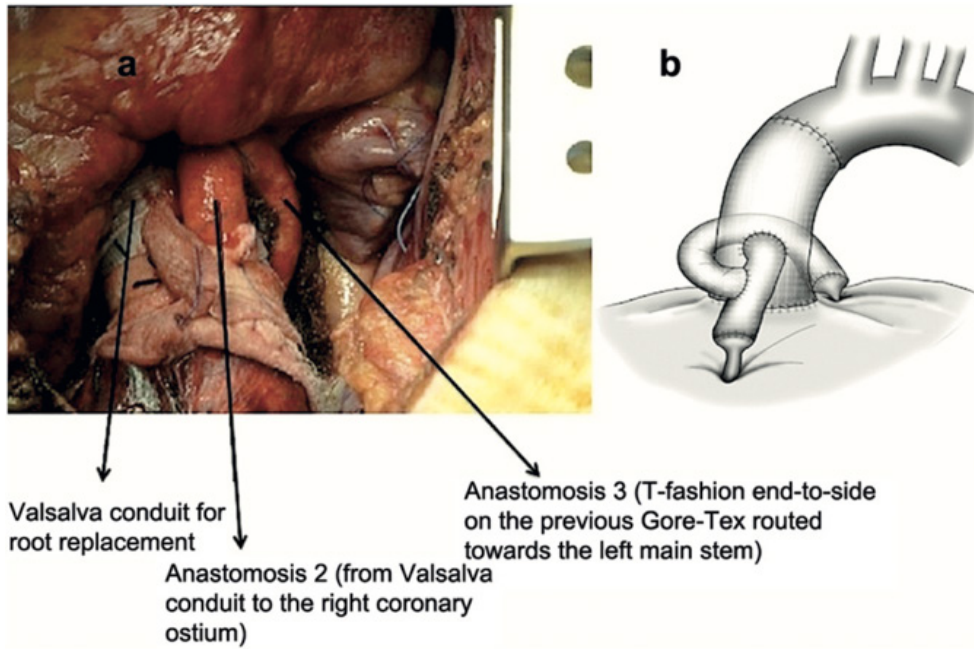 a
b
Valsalva conduit for
root replacement
Anastomosis 2 (from Valsalva
conduit to the right coronary
ostium)
Anastomosis 3 (T-fashion end-to-side
on the previous Gore-Tex routed
towards the left main stem)